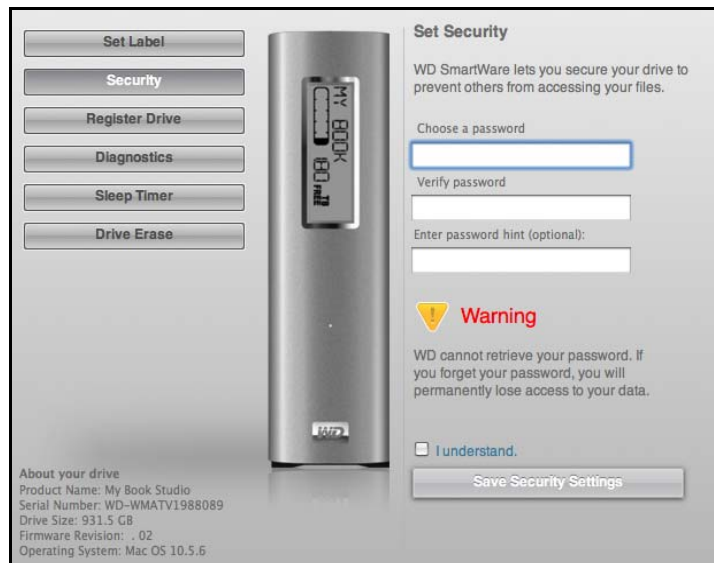 Set Label
Security
Register Drive
Diagnostics
Sleep Timer
Drive Erase
MY BOOK
180 TB
FREE
WD
About your drive
Product Name: My Book Studio
Serial Number: WD-WMATV1988089
Drive Size: 931.5 GB
Firmware Revision: . 02
Operating System: Mac OS 10.5.6
Set Security
WD SmartWare lets you secure your drive to
prevent others from accessing your files.
Choose a password
Verify password
Enter password hint (optional):
Warning
WD cannot retrieve your password. If
you forget your password, you will
permanently lose access to your data.
I understand.
Save Security Settings